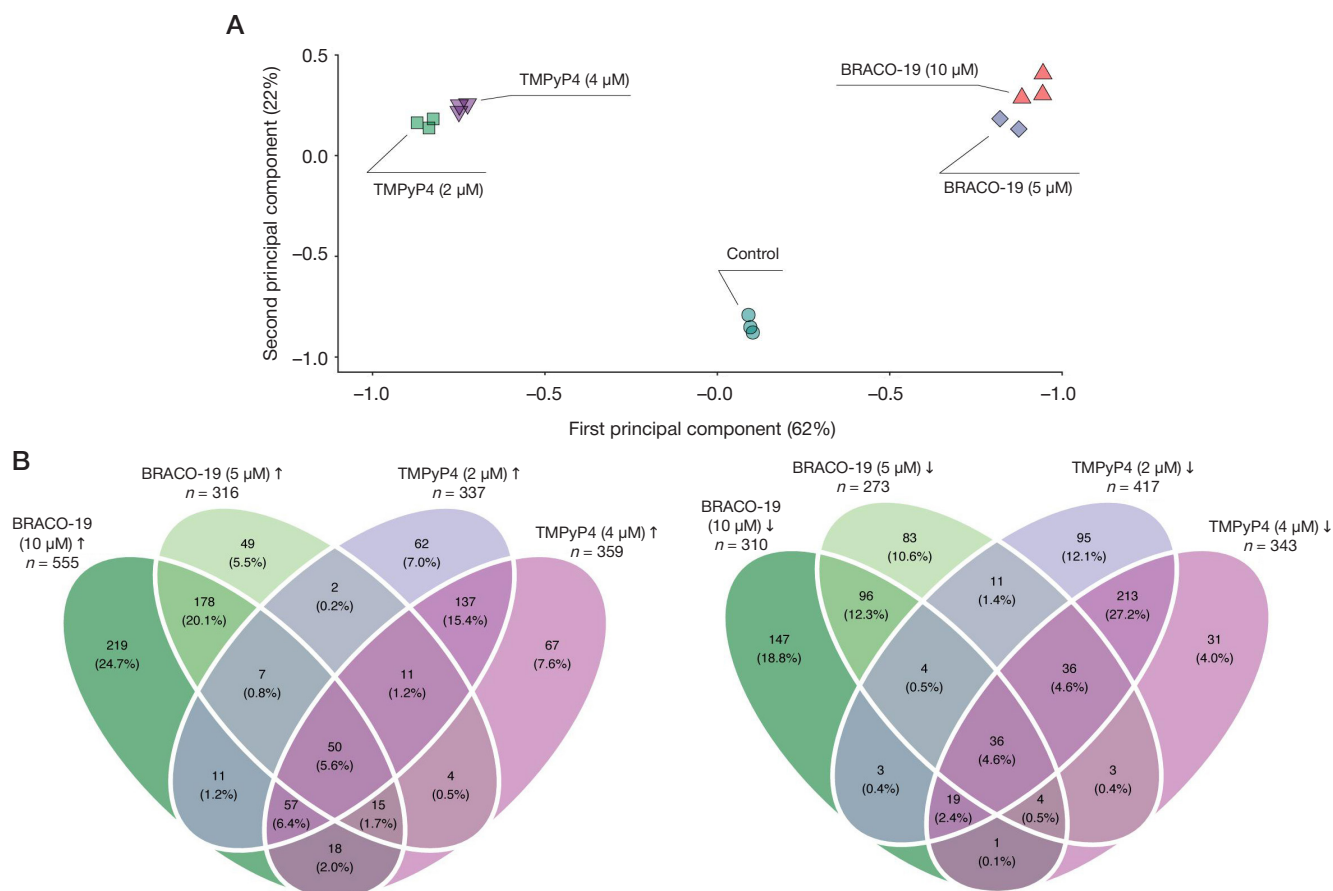 A
Second principal component (22%)
0.5
0.0
−0.5
−1.0
TMPyP4 (4 µM)
TMPyP4 (2 µM)
BRACO-19 (10 µM)
BRACO-19 (5 µM)
Control
−1.0
−0.5
−0.0
−0.5
−1.0
First principal component (62%)
B
BRACO-19
(10 µM) ↑
n = 555
BRACO-19 (5 µM) ↑
n = 316
TMPyP4 (2 µM) ↑
n = 337
TMPyP4 (4 µM) ↑
n = 359
49
(5.5%)
62
(7.0%)
2
(0.2%)
178
(20.1%)
137
(15.4%)
219
(24.7%)
67
(7.6%)
7
(0.8%)
11
(1.2%)
50
(5.6%)
11
(1.2%)
4
(0.5%)
57
(6.4%)
15
(1.7%)
18
(2.0%)
BRACO-19
(10 µM) ↓
n = 310
BRACO-19 (5 µM) ↓
n = 273
TMPyP4 (2 µM) ↓
n = 417
TMPyP4 (4 µM) ↓
n = 343
83
(10.6%)
95
(12.1%)
11
(1.4%)
96
(12.3%)
213
(27.2%)
147
(18.8%)
31
(4.0%)
4
(0.5%)
36
(4.6%)
36
(4.6%)
3
(0.4%)
3
(0.4%)
19
(2.4%)
4
(0.5%)
1
(0.1%)